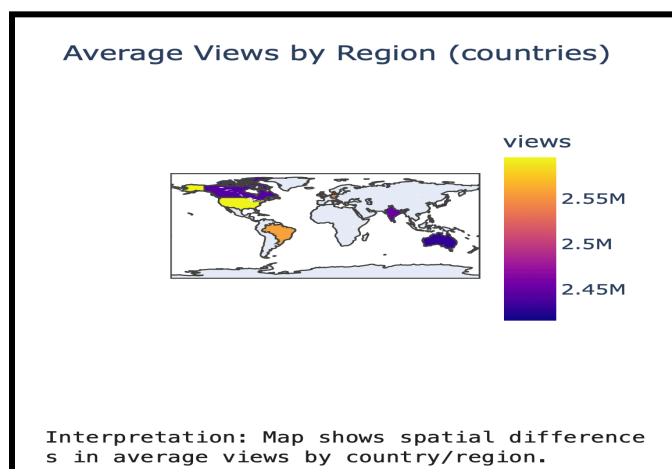 Average Views by Region (countries)
views
2.55M
2.5M
2.45M
Interpretation: Map shows spatial difference
s in average views by country/region.